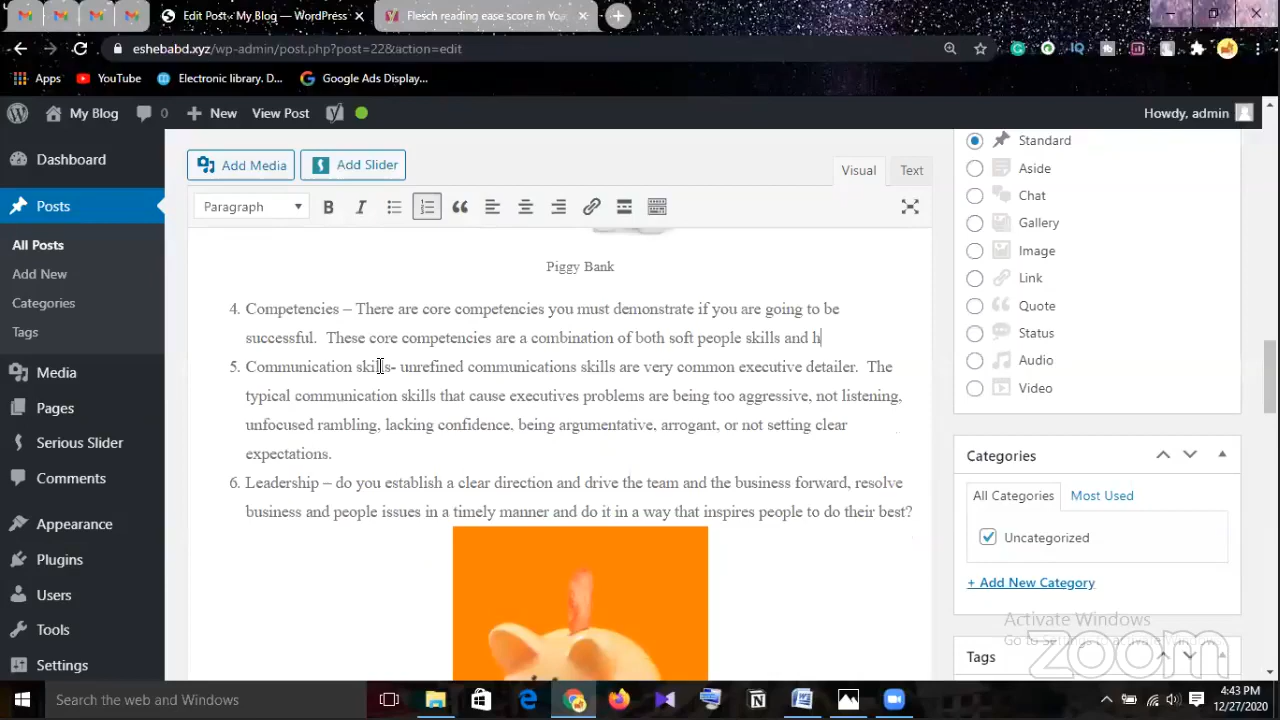 Edit Post ‹ My Blog — WordPress
Flesch reading ease score in Yo
eshebabd.xyz/wp-admin/post.php?post=22&action=edit
Apps
YouTube
Electronic library. D...
Google Ads Display...
My Blog
0
New
View Post
Howdy, admin
Dashboard
Posts
All Posts
Add New
Categories
Tags
Media
Pages
Serious Slider
Comments
Appearance
Plugins
Users
Tools
Settings
Add Media
Add Slider
Visual
Text
Paragraph
B
I
Piggy Bank
4. Competencies – There are core competencies you must demonstrate if you are going to be
successful.  These core competencies are a combination of both soft people skills and h
5. Communication skills- unrefined communications skills are very common executive detailer.  The
typical communication skills that cause executives problems are being too aggressive, not listening,
unfocused rambling, lacking confidence, being argumentative, arrogant, or not setting clear
expectations.
6. Leadership – do you establish a clear direction and drive the team and the business forward, resolve
business and people issues in a timely manner and do it in a way that inspires people to do their best?
Standard
Aside
Chat
Gallery
Image
Link
Quote
Status
Audio
Video
Categories
All Categories
Most Used
Uncategorized
+ Add New Category
Activate Windows
Go to Settings to activate Windows.
zoom
Tags
Search the web and Windows
4:43 PM
12/27/2020